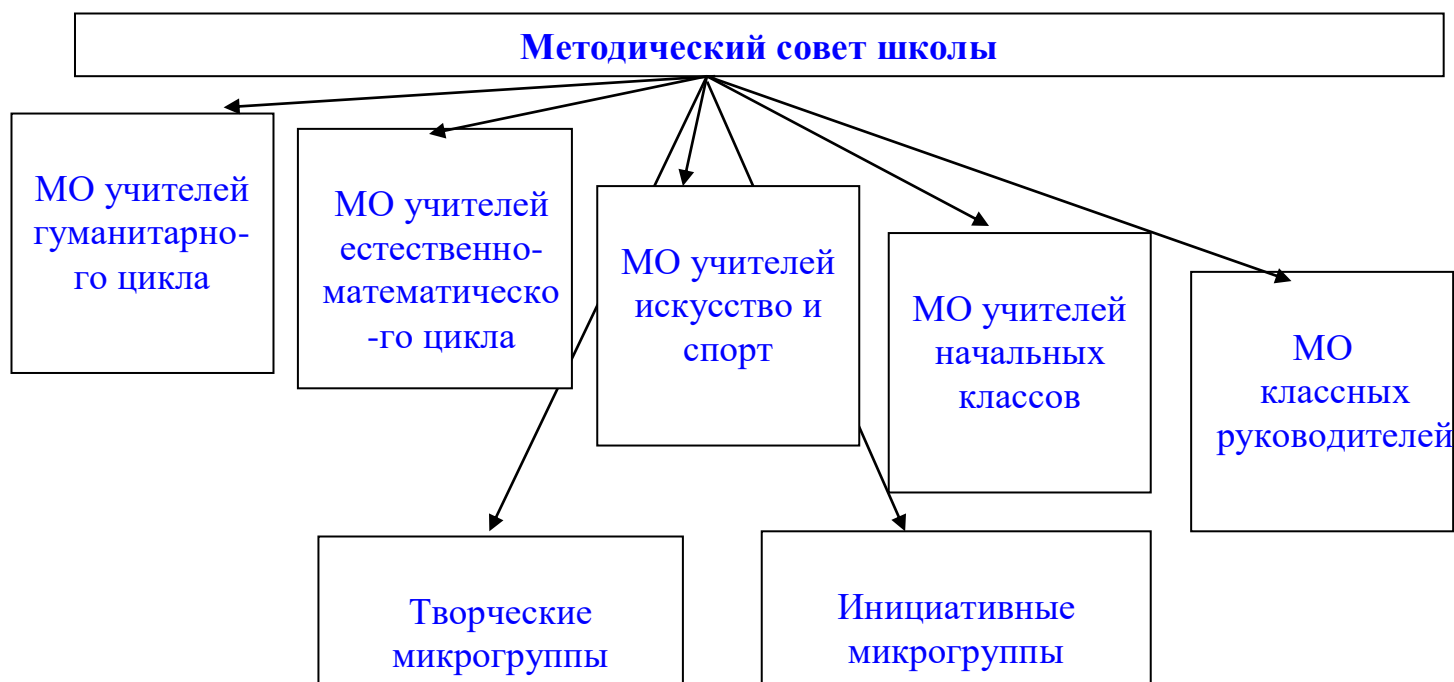 Методический совет школы
МО учителей
гуманитарно-
го цикла
МО учителей
естественно-
математическо
-го цикла
МО учителей
искусство и
спорт
МО учителей
начальных
классов
МО
классных
руководителей
Творческие
микрогруппы
Инициативные
микрогруппы